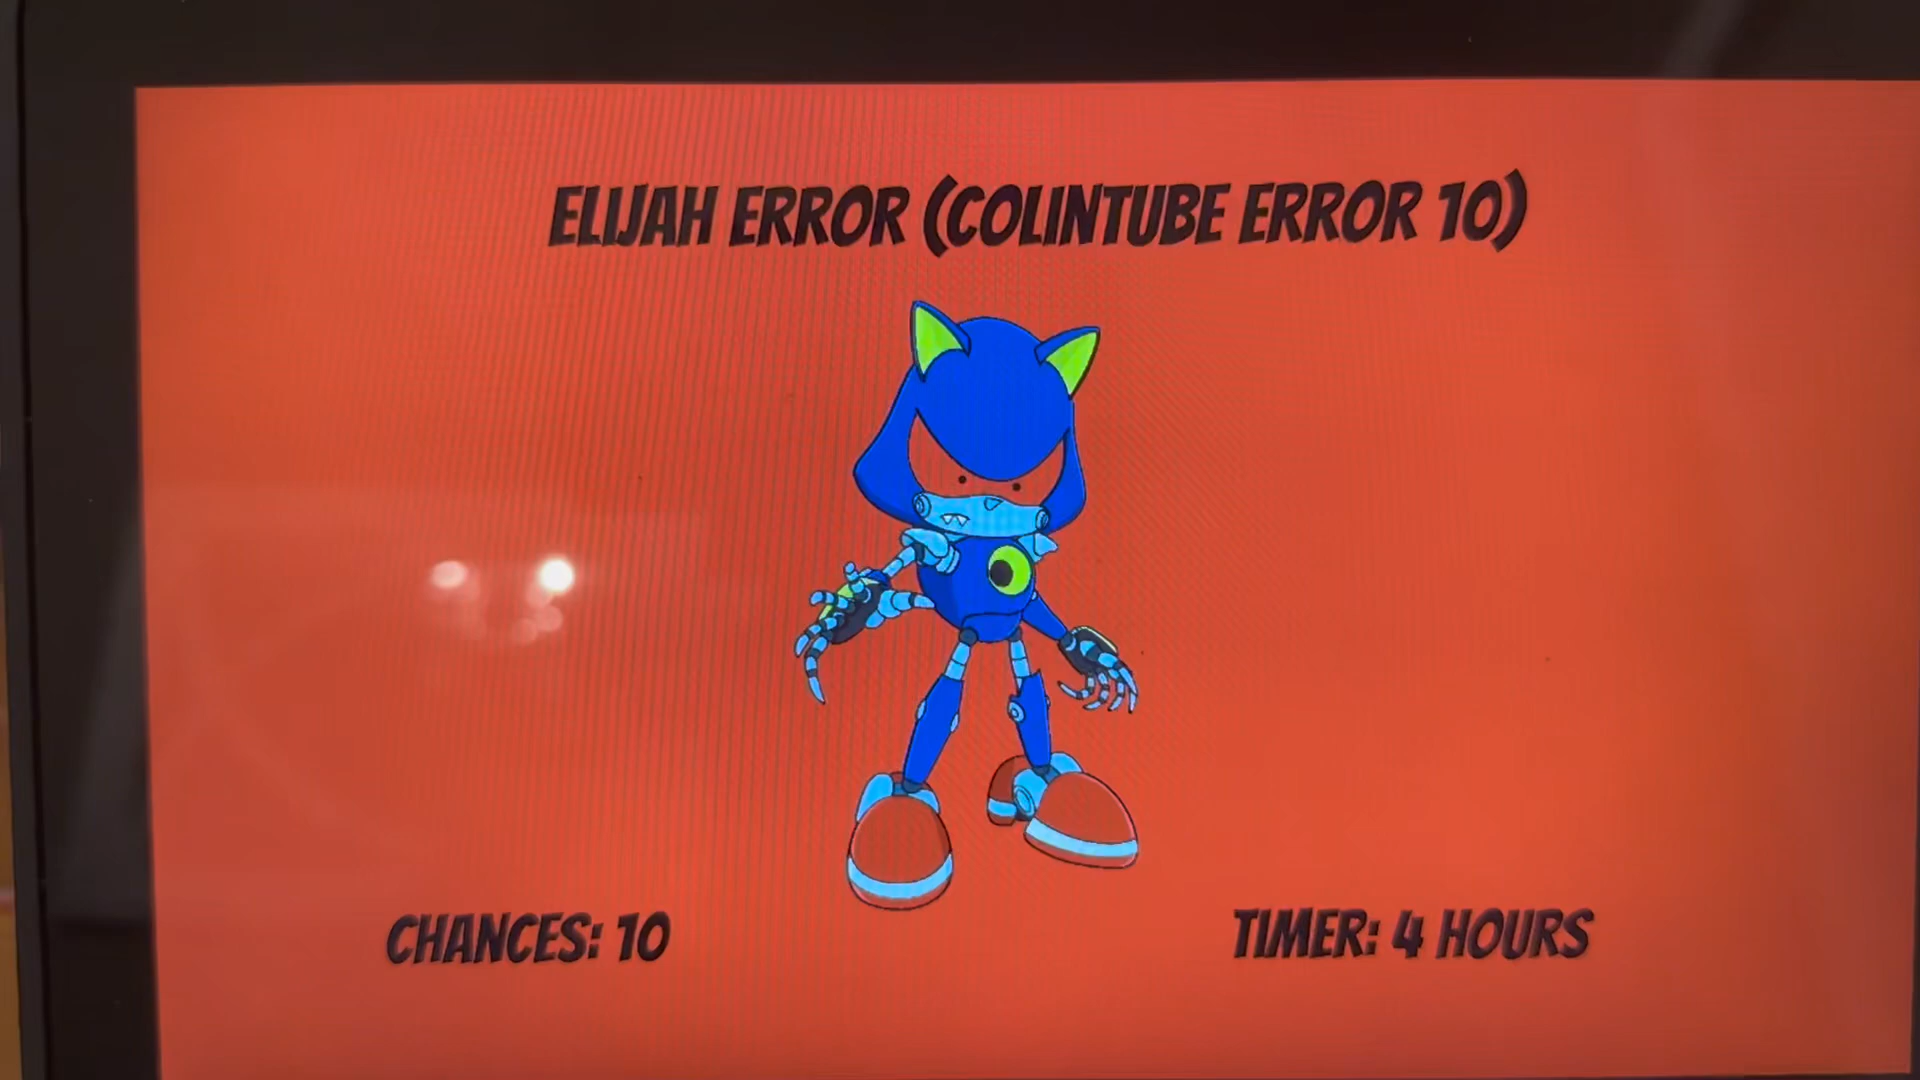 ELIJAH ERROR (COLINTUBE ERROR 10)
CHANCES: 10
TIMER: 4 HOURS